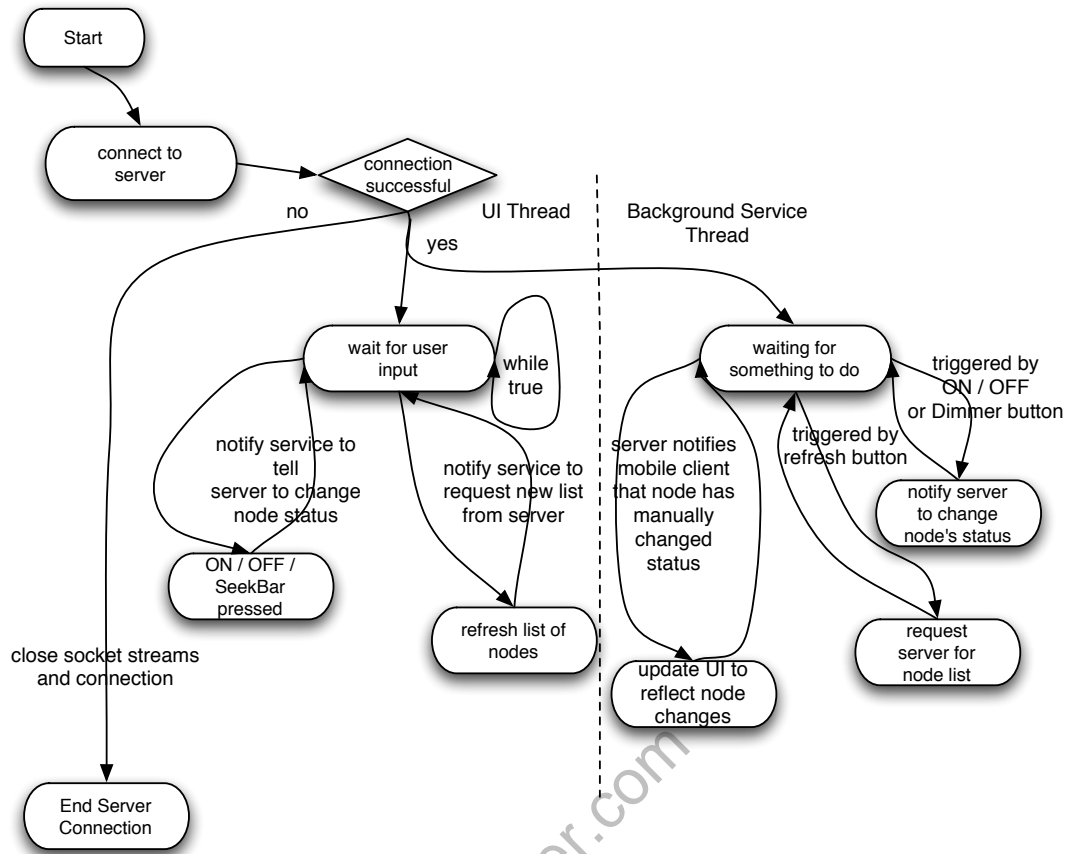 Start
connect to
server
connection
successful
no
yes
UI Thread
Background Service
Thread
wait for user
input
while
true
waiting for
something to do
triggered by
ON / OFF
or Dimmer button
notify service to
tell
server to change
node status
notify service to
request new list
from server
server notifies
mobile client
that node has
manually
changed
status
triggered by
refresh button
notify server
to change
node's status
ON / OFF /
SeekBar
pressed
refresh list of
nodes
request
server for
node list
close socket streams
and connection
update UI to
reflect node
changes
End Server
Connection